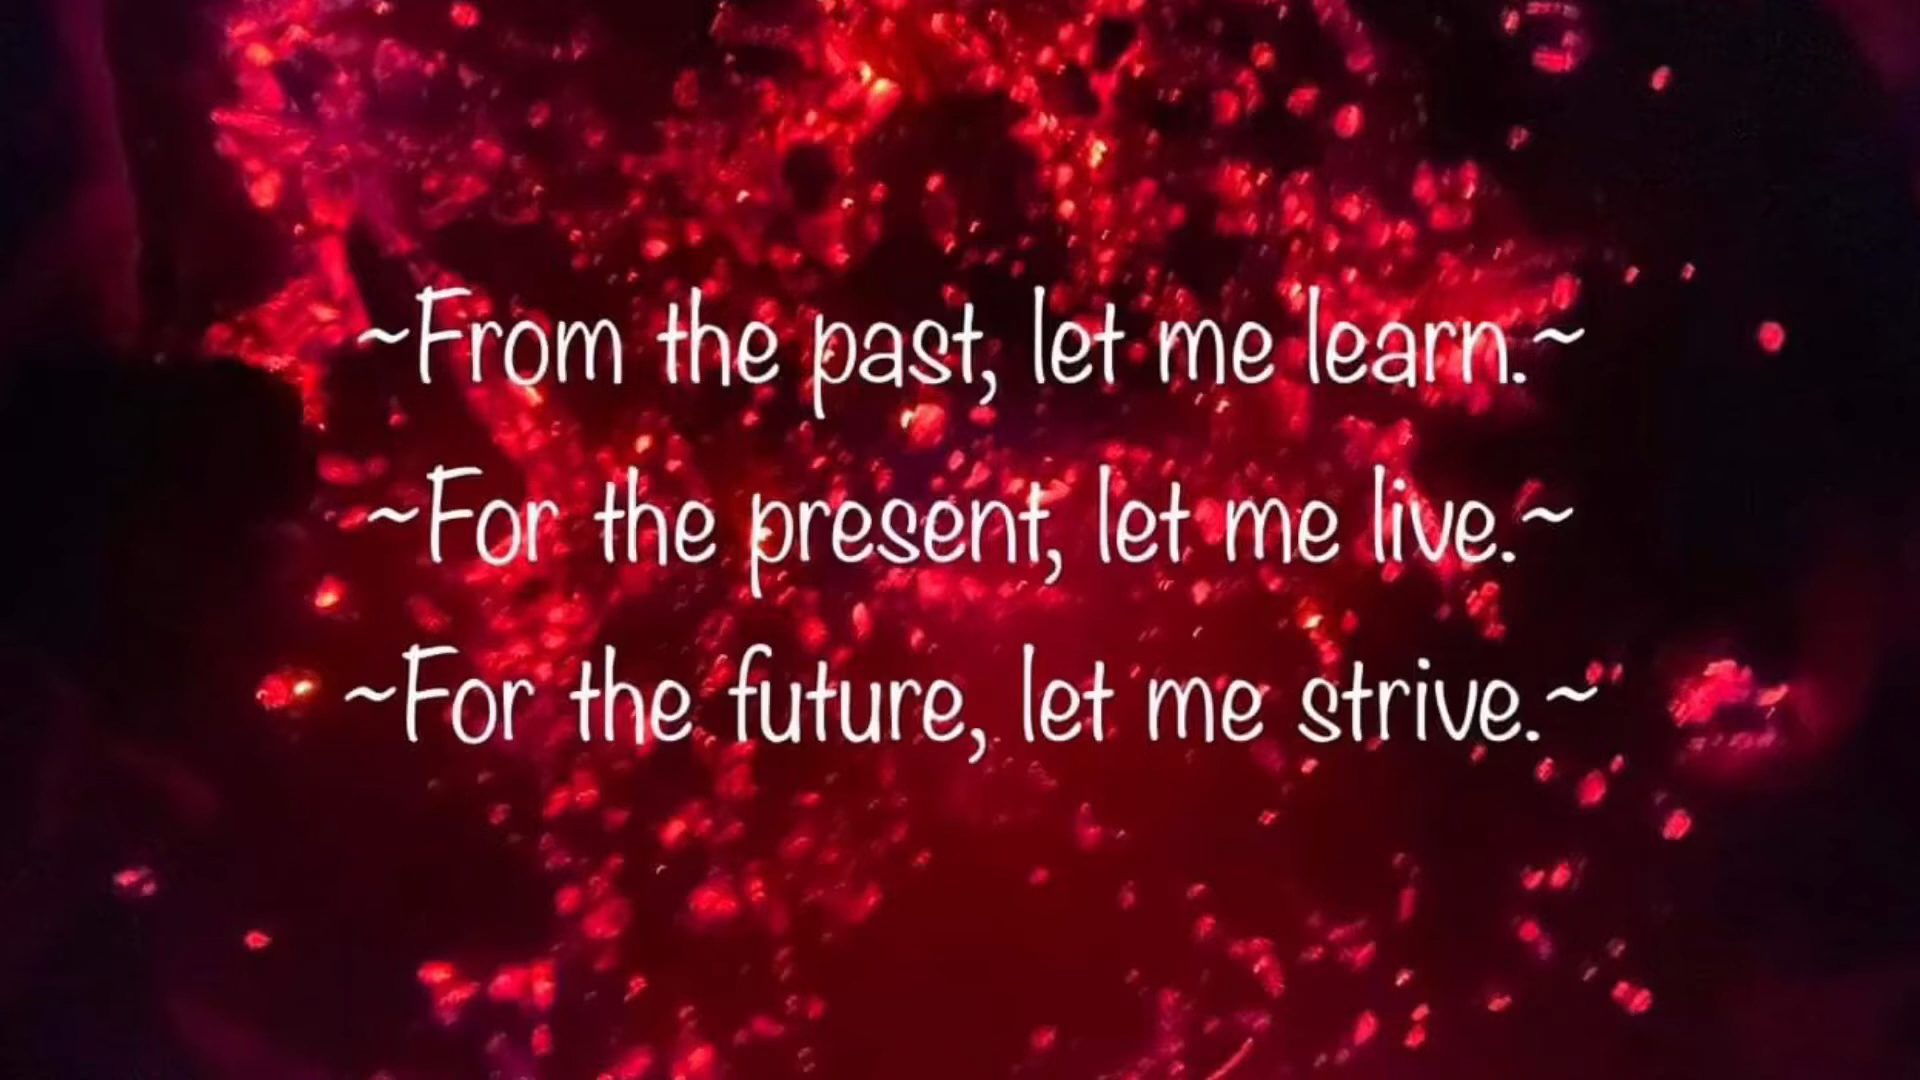 ~From the past, let me learn.~
~For the present, let me live.~
~For the future, let me strive.~